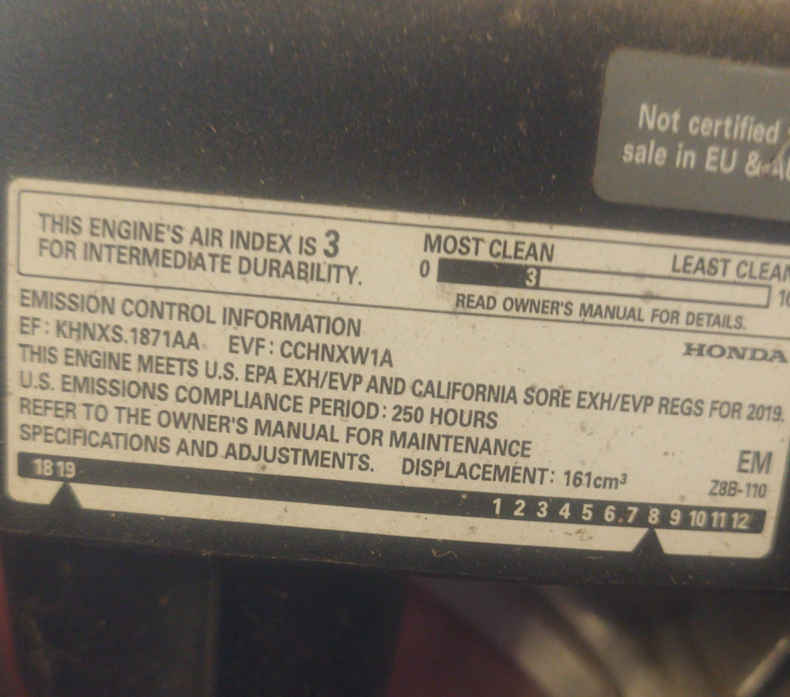 Not certified
sale in EU &
THIS ENGINE'S AIR INDEX IS 3
FOR INTERMEDIATE DURABILITY.
MOST CLEAN
LEAST CLEAN
0 3 10
READ OWNER'S MANUAL FOR DETAILS.
EMISSION CONTROL INFORMATION
HONDA
EF: KHNXS.1871AA EVF: CCHNXW1A
THIS ENGINE MEETS U.S. EPA EXH/EVP AND CALIFORNIA SORE EXH/EVP REGS FOR 2019.
U.S. EMISSIONS COMPLIANCE PERIOD: 250 HOURS
REFER TO THE OWNER'S MANUAL FOR MAINTENANCE
SPECIFICATIONS AND ADJUSTMENTS. DISPLACEMENT: 161cm³
EM
Z8B-110
18 19
1 2 3 4 5 6 7 8 9 10 11 12